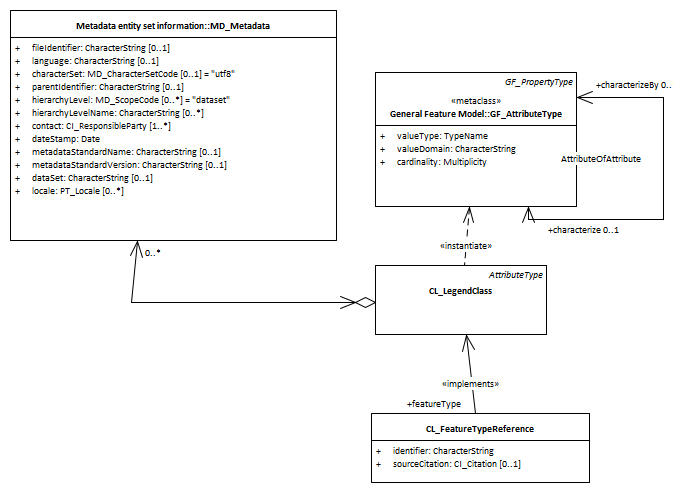 Metadata entity set information::MD_Metadata
+ fileIdentifier: CharacterString [0..1]
+ language: CharacterString [0..1]
+ characterSet: MD_CharacterSetCode [0..1] = "utf8"
+ parentIdentifier: CharacterString [0..1]
+ hierarchyLevel: MD_ScopeCode [0..*] = "dataset"
+ hierarchyLevelName: CharacterString [0..*]
+ contact: CI_ResponsibleParty [1..*]
+ dateStamp: Date
+ metadataStandardName: CharacterString [0..1]
+ metadataStandardVersion: CharacterString [0..1]
+ dataSet: CharacterString [0..1]
+ locale: PT_Locale [0..*]
GF_PropertyType
«metaclass»
General Feature Model::GF_AttributeType
+ valueType: TypeName
+ valueDomain: CharacterString
+ cardinality: Multiplicity
+characterizeBy 0..
AttributeOfAttribute
+characterize 0..1
«instantiate»
0..*
AttributeType
CL_LegendClass
«implements»
+featureType
CL_FeatureTypeReference
+ identifier: CharacterString
+ sourceCitation: CI_Citation [0..1]